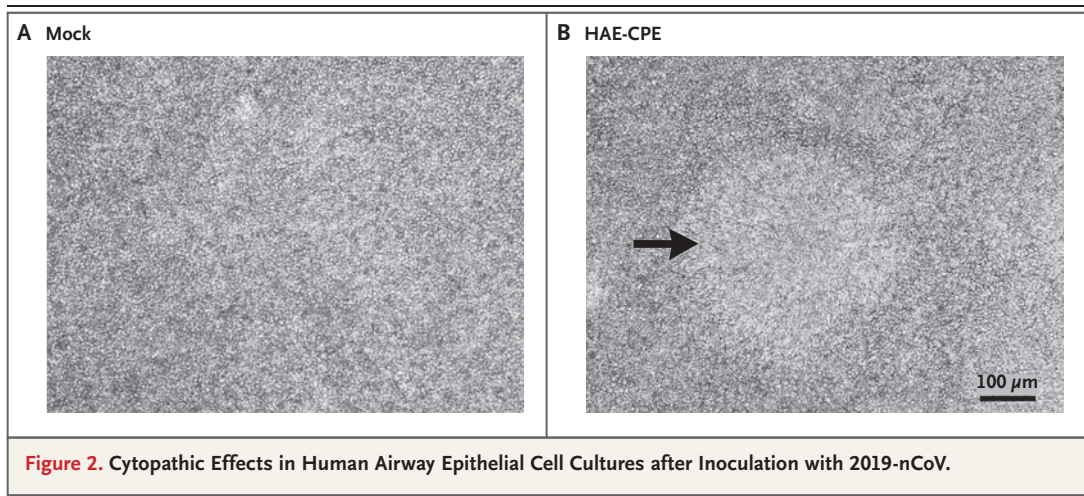 A Mock
B HAE-CPE
100 µm
Figure 2. Cytopathic Effects in Human Airway Epithelial Cell Cultures after Inoculation with 2019-nCoV.